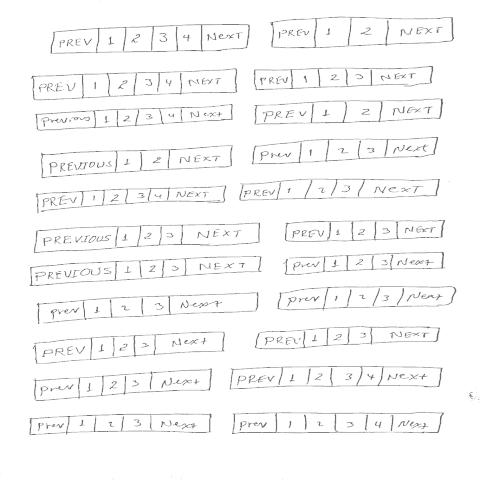 PREV 1 2 3 4 NexT PREV 1 2 NEXT
PREV 1 2 3 4 NEXT PREV 1 2 3 NEXT
Previous 1 2 3 4 Next PREV 1 2 NEXT
PREVIOUS 1 2 NEXT Prev 1 2 3 Next
PREV 1 2 3 4 NEXT PREV 1 2 3 NEXT
PREVIOUS 1 2 3 NEXT PREV 1 2 3 NEXT
PREVIOUS 1 2 3 NEXT Prev 1 2 3 Next
Prev 1 2 3 Next Prev 1 2 3 Next
PREV 1 2 3 Next PREV 1 2 3 NEXT
Prev 1 2 3 Next PREV 1 2 3 4 Next
Prev 1 2 3 Next Prev 1 2 3 4 Next